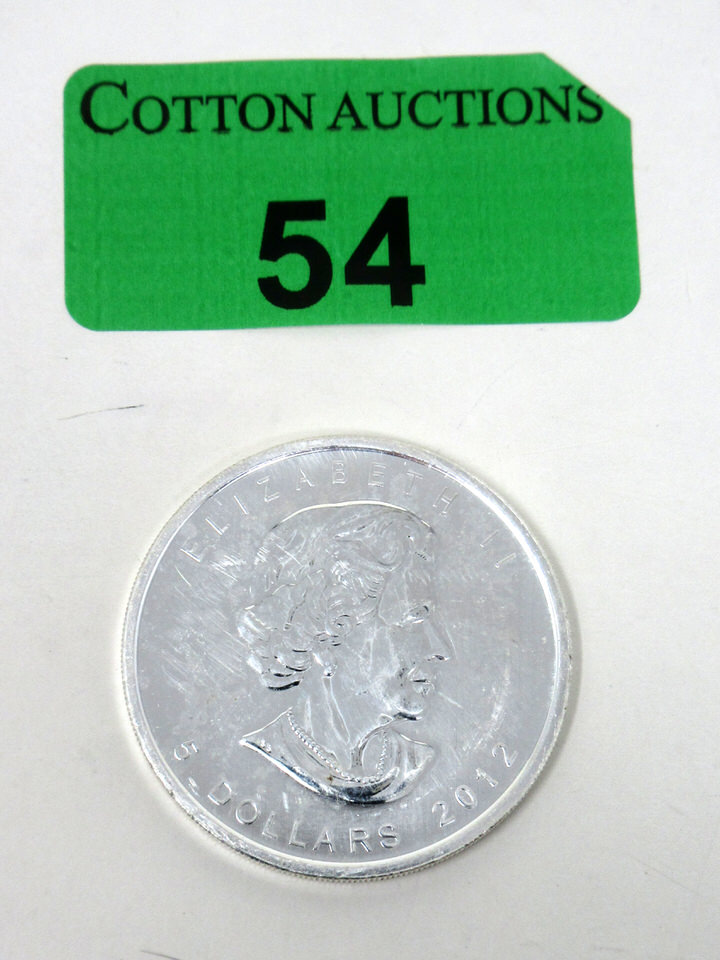 COTTON AUCTIONS
54
ELIZABETH II
5 DOLLARS 2012